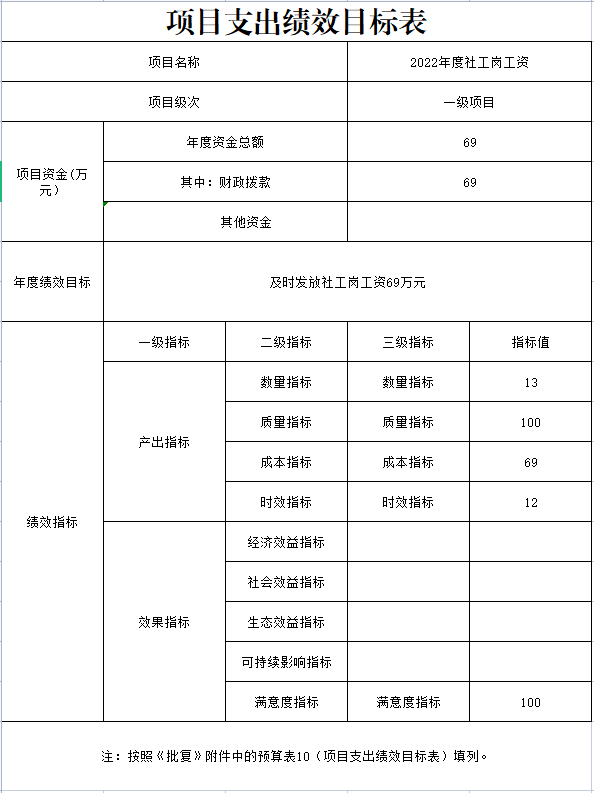 项目支出绩效目标表
项目名称
2022年度社工岗工资
项目级次
一级项目
项目资金(万
元）
年度资金总额
69
其中：财政拨款
69
其他资金
年度绩效目标
及时发放社工岗工资69万元
绩效指标
一级指标
二级指标
三级指标
指标值
产出指标
数量指标
数量指标
13
质量指标
质量指标
100
成本指标
成本指标
69
时效指标
时效指标
12
效果指标
经济效益指标
社会效益指标
生态效益指标
可持续影响指标
满意度指标
满意度指标
100
注：按照《批复》附件中的预算表10（项目支出绩效目标表）填列。